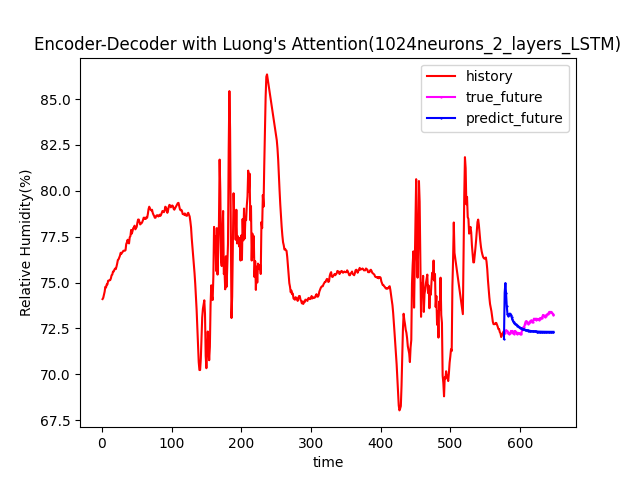 Encoder-Decoder with Luong's Attention(1024neurons_2_layers_LSTM)
history
true_future
predict_future
Relative Humidity(%)
85.0
82.5
80.0
77.5
75.0
72.5
70.0
67.5
0 100 200 300 400 500 600
time